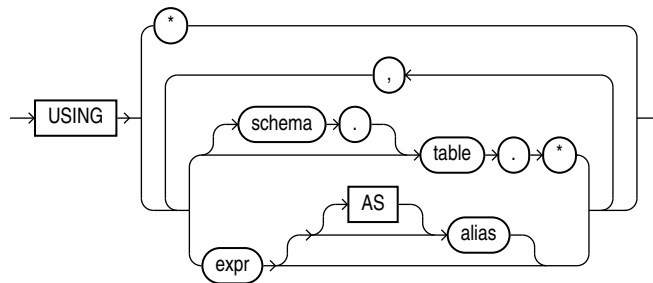 *
,
USING
schema .
table . *
AS
alias
expr